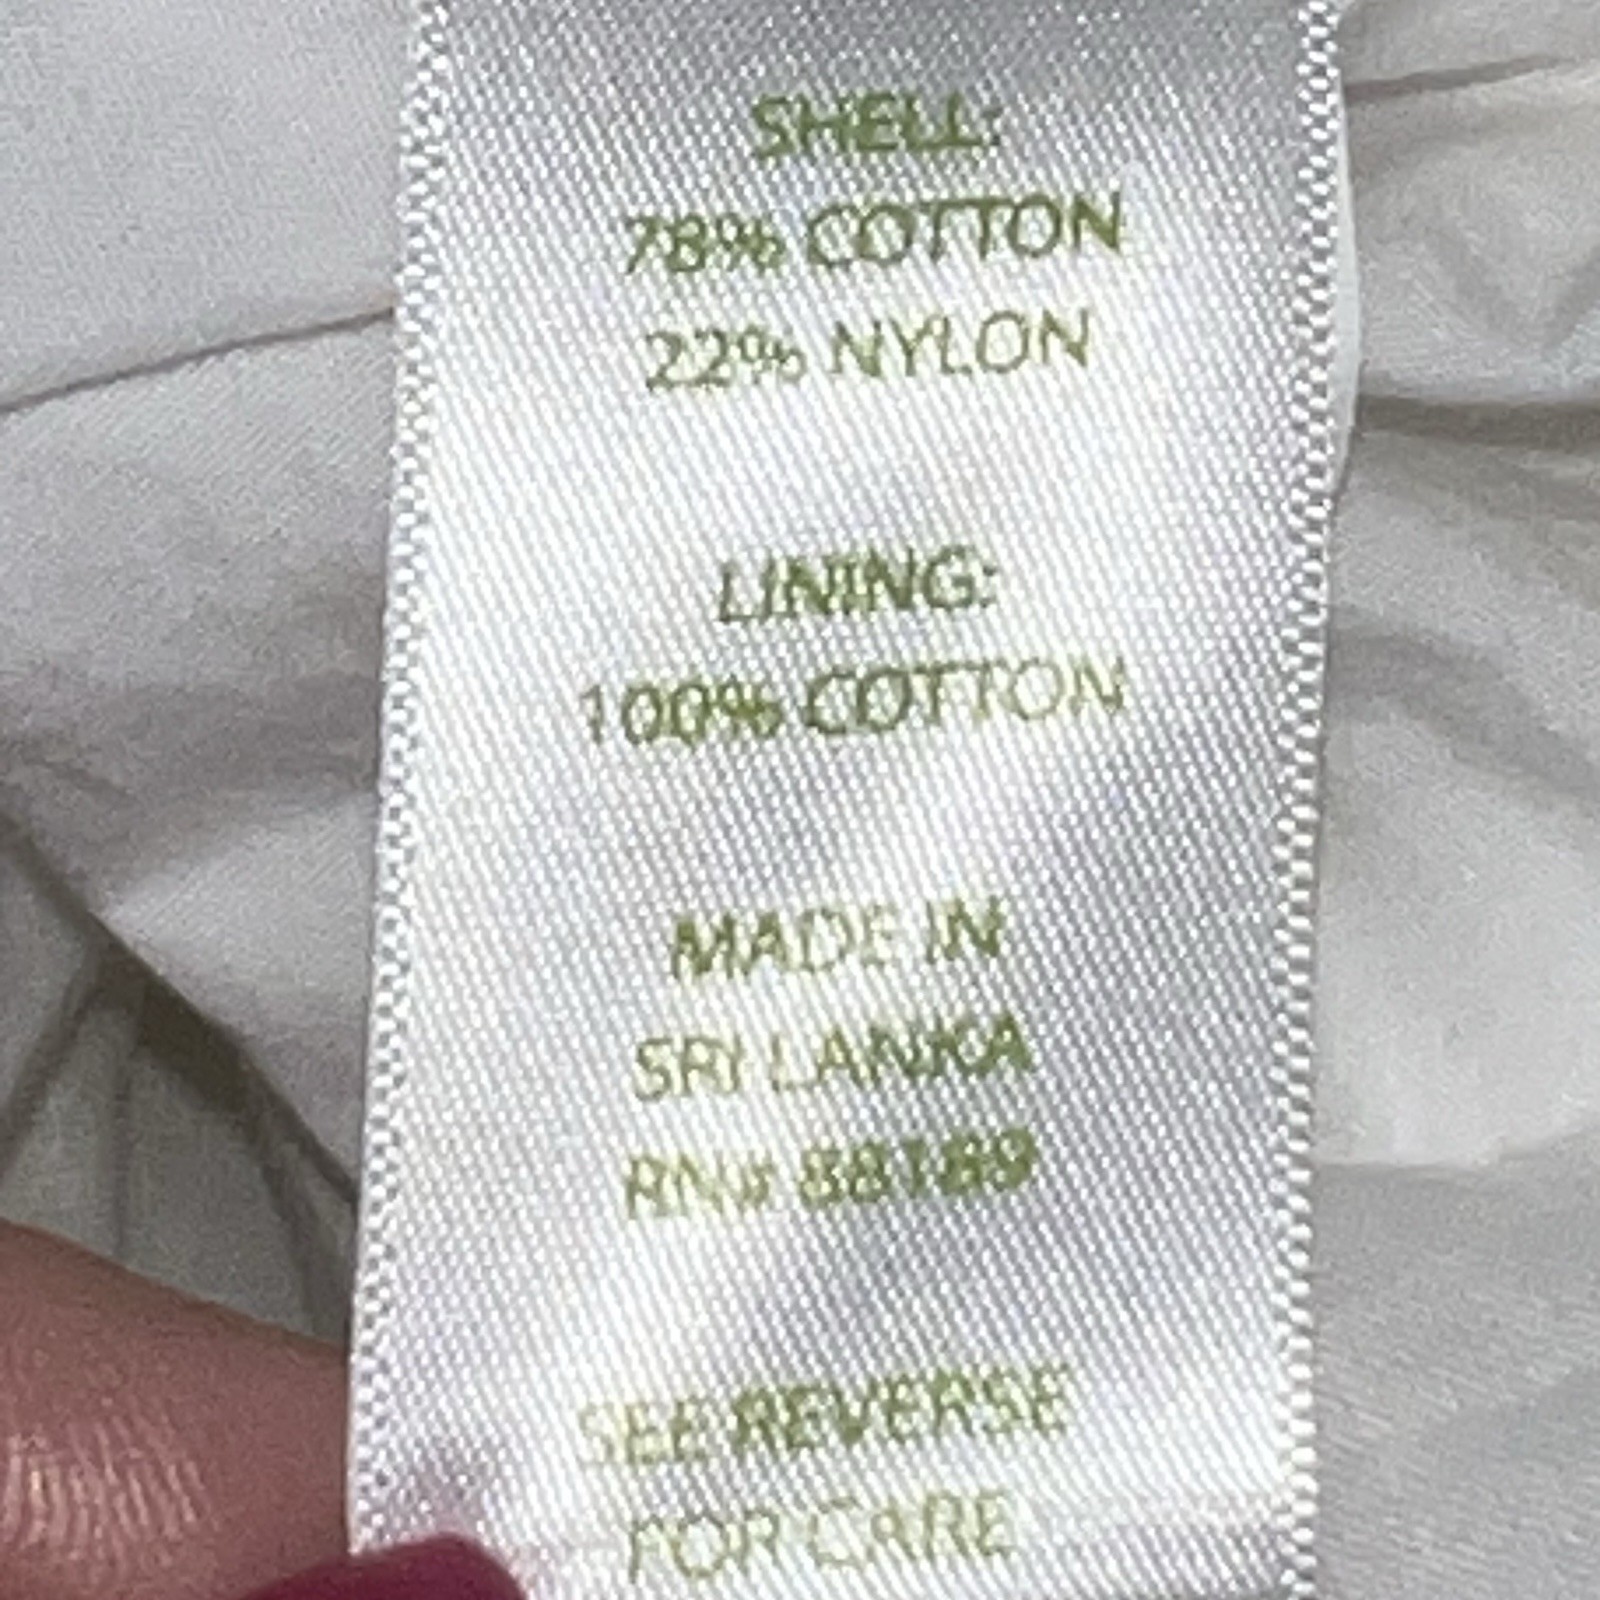 SHELL:
78% COTTON
22% NYLON
LINING:
100% COTTON
MADE IN
SRI LANKA
RN# 88189
SEE REVERSE
FOR CARE